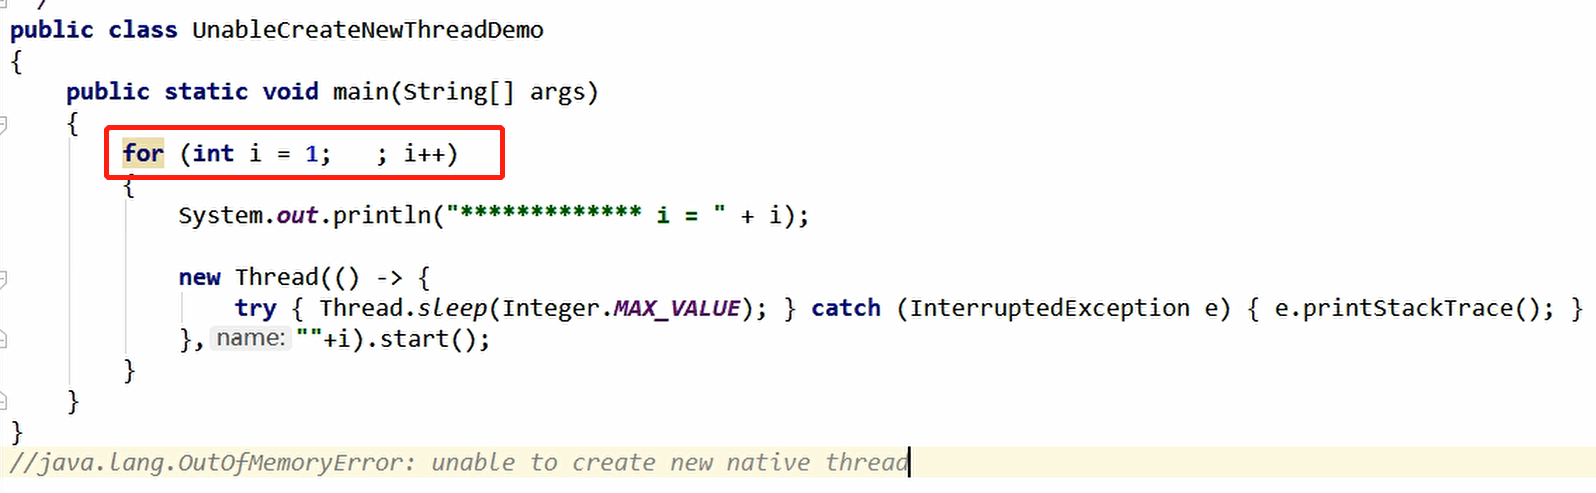 /
public class UnableCreateNewThreadDemo
{
public static void main(String[] args)
{
for (int i = 1;   ; i++)
{
System.out.println("************* i = " + i);
new Thread(() -> {
try { Thread.sleep(Integer.MAX_VALUE); } catch (InterruptedException e) { e.printStackTrace(); }
}, name: ""+i).start();
}
}
}
//java.lang.OutOfMemoryError: unable to create new native thread